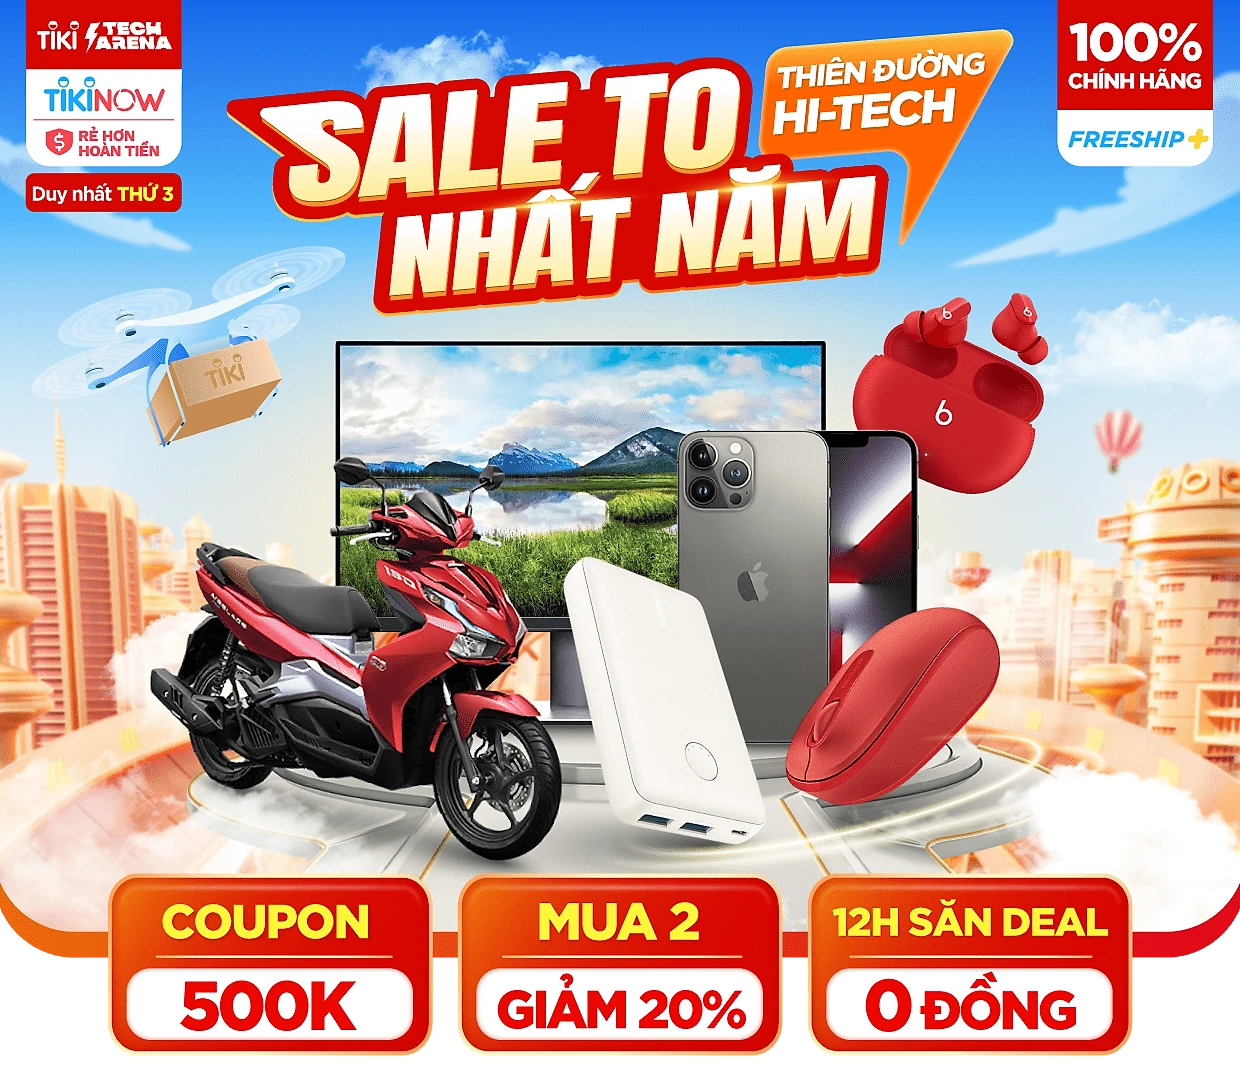 TIKI TECH ARENA
TIKINOW
RẺ HƠN
HOÀN TIỀN
Duy nhất THỨ 3
SALE TO
NHẤT NĂM
THIÊN ĐƯỜNG
HI-TECH
100%
CHÍNH HÃNG
FREESHIP+
TIKI
150
COUPON
500K
MUA 2
GIẢM 20%
12H SĂN DEAL
0 ĐỒNG